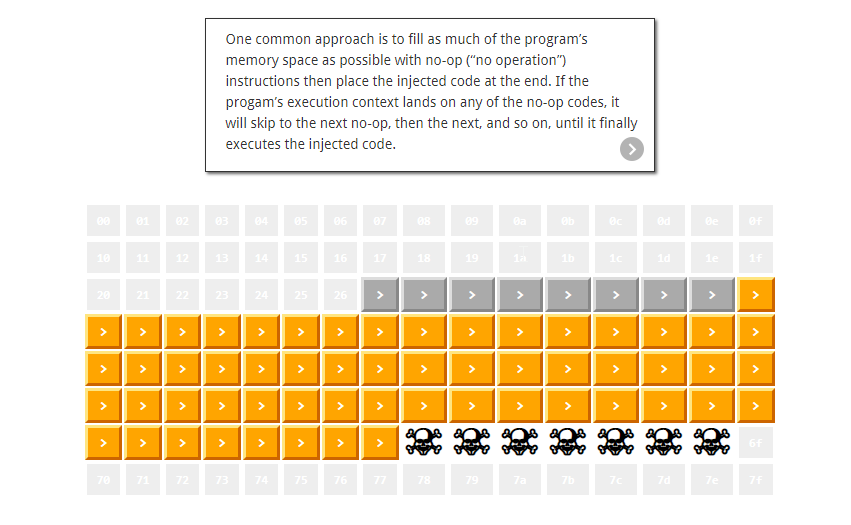 One common approach is to fill as much of the program’s
memory space as possible with no-op (“no operation”)
instructions then place the injected code at the end. If the
progam’s execution context lands on any of the no-op codes, it
will skip to the next no-op, then the next, and so on, until it finally
executes the injected code.
>
00 01 02 03 04 05 06 07 08 09 0a 0b 0c 0d 0e 0f
10 11 12 13 14 15 16 17 18 19 1a 1b 1c 1d 1e 1f
20 21 22 23 24 25 26 > > > > > > > > >
> > > > > > > > > > > > > > > >
> > > > > > > > > > > > > > > >
> > > > > > > > > > > > > > > >
> > > > > > > > 6f
70 71 72 73 74 75 76 77 78 79 7a 7b 7c 7d 7e 7f